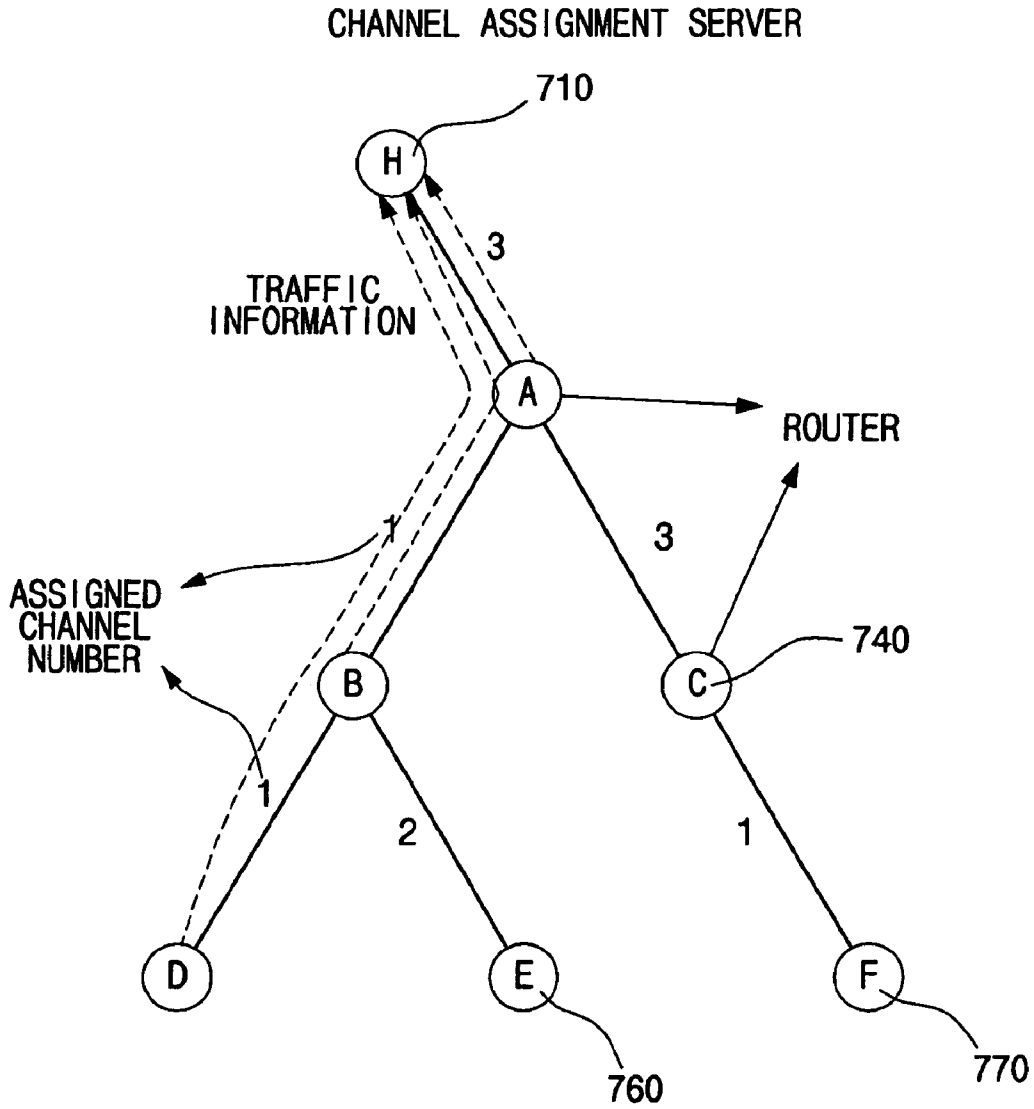 CHANNEL ASSIGNMENT SERVER
710
H
3
TRAFFIC
INFORMATION
A
ROUTER
1
3
ASSIGNED
CHANNEL
NUMBER
740
B
C
1
2
1
D
E
F
760
770